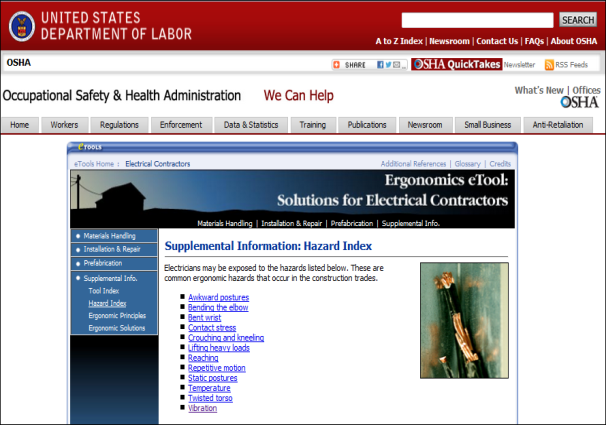 UNITED STATES
DEPARTMENT OF LABOR
SEARCH
A to Z Index | Newsroom | Contact Us | FAQs | About OSHA
OSHA
SHARE
OSHA QuickTakes Newsletter
RSS Feeds
Occupational Safety & Health Administration We Can Help
What's New | Offices
OSHA
Home Workers Regulations Enforcement Data & Statistics Training Publications Newsroom Small Business Anti-Retaliation
eTOOLS
eTools Home : Electrical Contractors
Additional References | Glossary | Credits
Ergonomics eTool:
Solutions for Electrical Contractors
Materials Handling | Installation & Repair | Prefabrication | Supplemental Info.
Materials Handling
Installation & Repair
Prefabrication
Supplemental Info.
Tool Index
Hazard Index
Ergonomic Principles
Ergonomic Solutions
Supplemental Information: Hazard Index
Electricians may be exposed to the hazards listed below. These are
common ergonomic hazards that occur in the construction trades.
Awkward postures
Bending the elbow
Bent wrist
Contact stress
Crouching and kneeling
Lifting heavy loads
Reaching
Repetitive motion
Static postures
Temperature
Twisted torso
Vibration